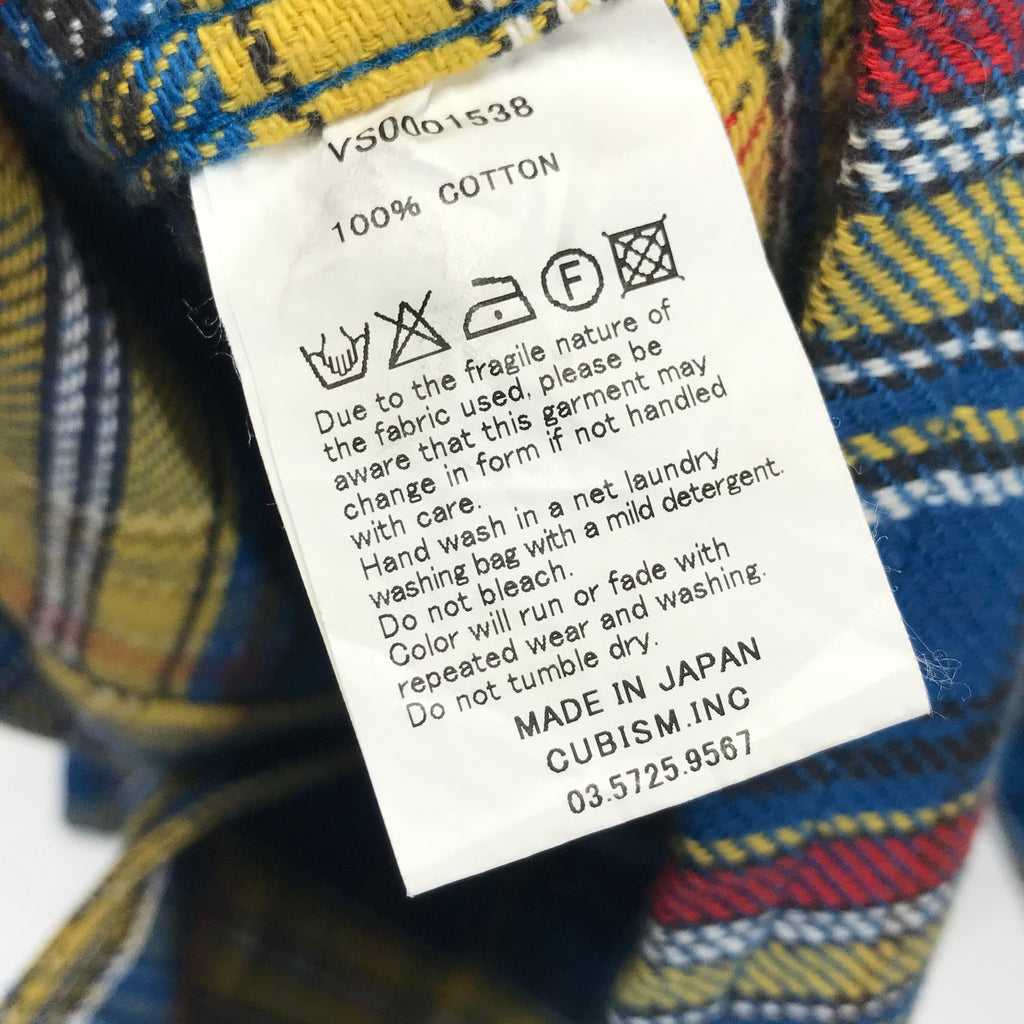 VS0001538
100% COTTON
F
Due to the fragile nature of
the fabric used, please be
aware that this garment may
change in form if not handled
with care.
Hand wash in a net laundry
washing bag with a mild detergent.
Do not bleach.
Color will run or fade with
repeated wear and washing.
Do not tumble dry.
MADE IN JAPAN
CUBISM.INC
03.5725.9567